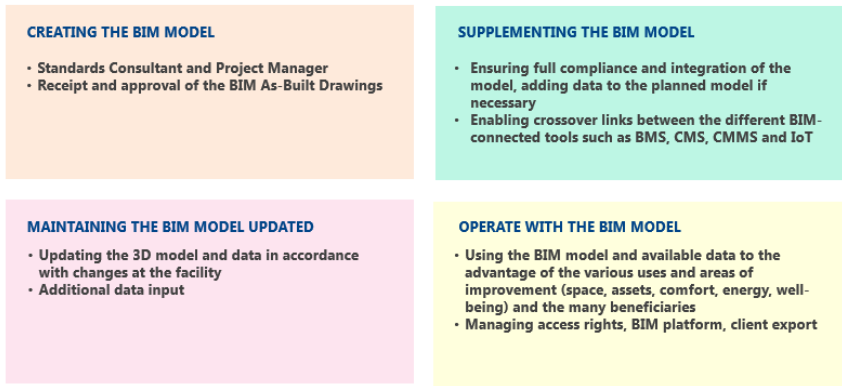 CREATING THE BIM MODEL
• Standards Consultant and Project Manager
• Receipt and approval of the BIM As-Built Drawings
SUPPLEMENTING THE BIM MODEL
• Ensuring full compliance and integration of the
model, adding data to the planned model if
necessary
• Enabling crossover links between the different BIM-
connected tools such as BMS, CMS, CMMS and IoT
MAINTAINING THE BIM MODEL UPDATED
• Updating the 3D model and data in accordance
with changes at the facility
• Additional data input
OPERATE WITH THE BIM MODEL
• Using the BIM model and available data to the
advantage of the various uses and areas of
improvement (space, assets, comfort, energy, well-
being) and the many beneficiaries
• Managing access rights, BIM platform, client export